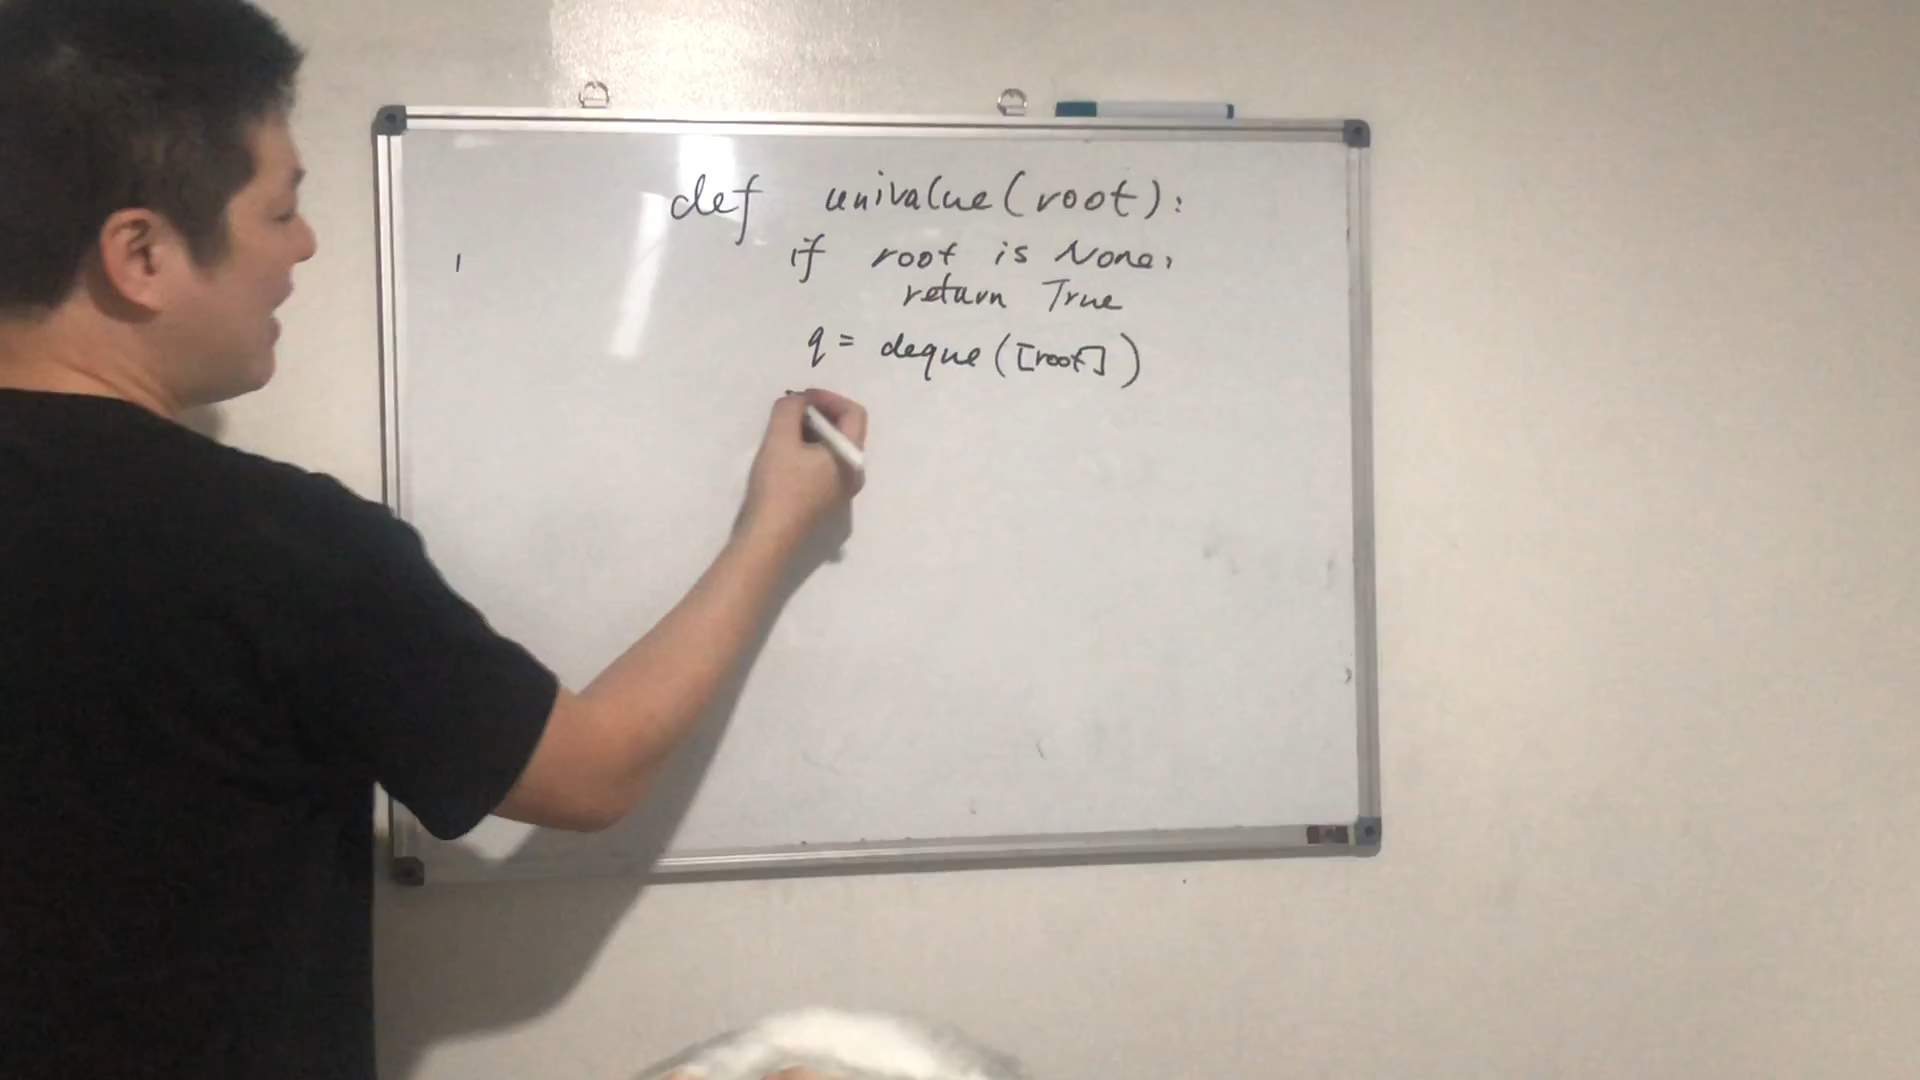 def univalue(root):
if root is None:
return True
q = deque([root])